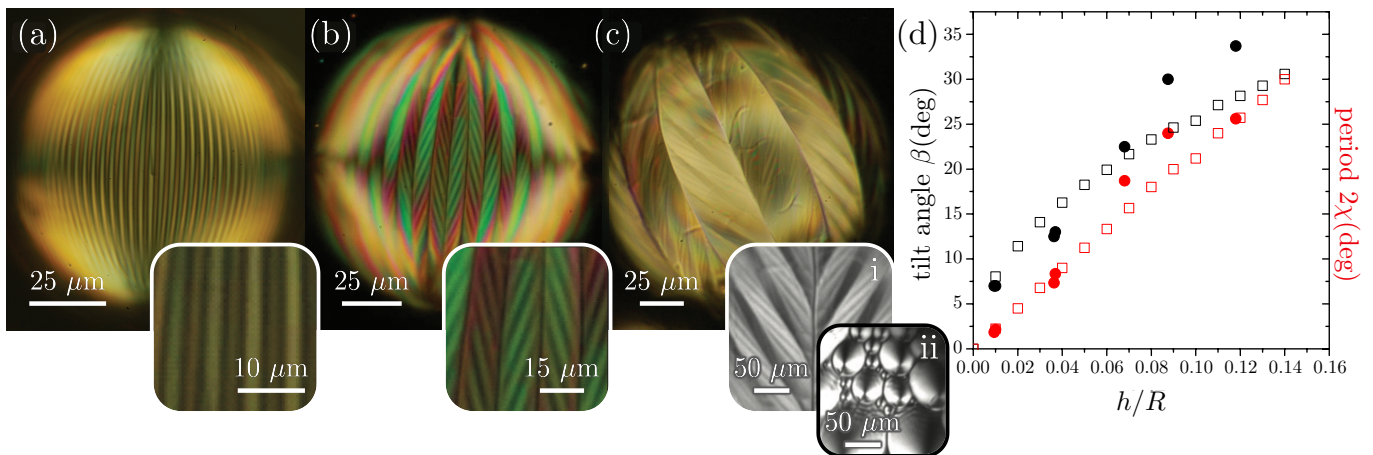 (a)
25 μm
10 μm
(b)
25 μm
15 μm
(c)
25 μm
i
50 μm
ii
50 μm
(d)
tilt angle β(deg)
35
30
25
20
15
10
5
0
0.00 0.02 0.04 0.06 0.08 0.10 0.12 0.14 0.16
h/R
period 2χ(deg)